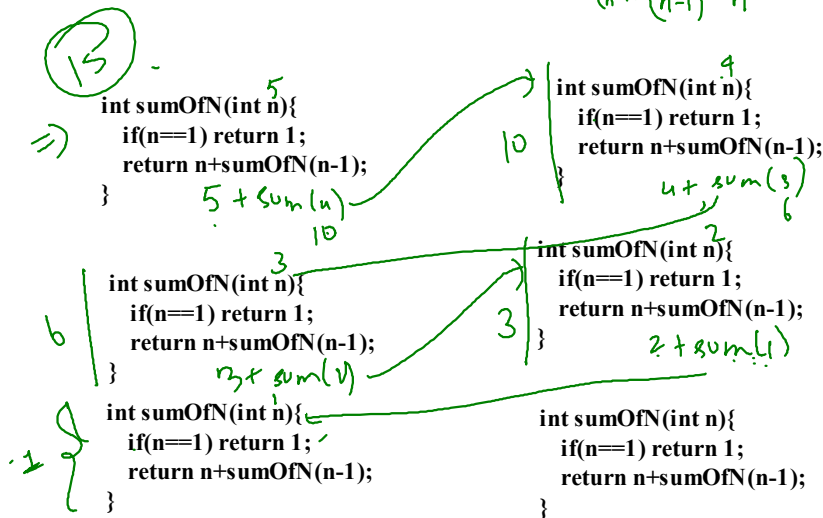 (n-1)
15
5
int sumOfN(int n){
if(n==1) return 1;
return n+sumOfN(n-1);
}
5 + sum(4)
10
4
int sumOfN(int n){
if(n==1) return 1;
return n+sumOfN(n-1);
}
10
4+ sum(3)
6
3
int sumOfN(int n){
if(n==1) return 1;
return n+sumOfN(n-1);
}
6
3+ sum(2)
2
int sumOfN(int n){
if(n==1) return 1;
return n+sumOfN(n-1);
}
3
2+ sum(1)
1
int sumOfN(int n){
if(n==1) return 1;
return n+sumOfN(n-1);
}
1
int sumOfN(int n){
if(n==1) return 1;
return n+sumOfN(n-1);
}